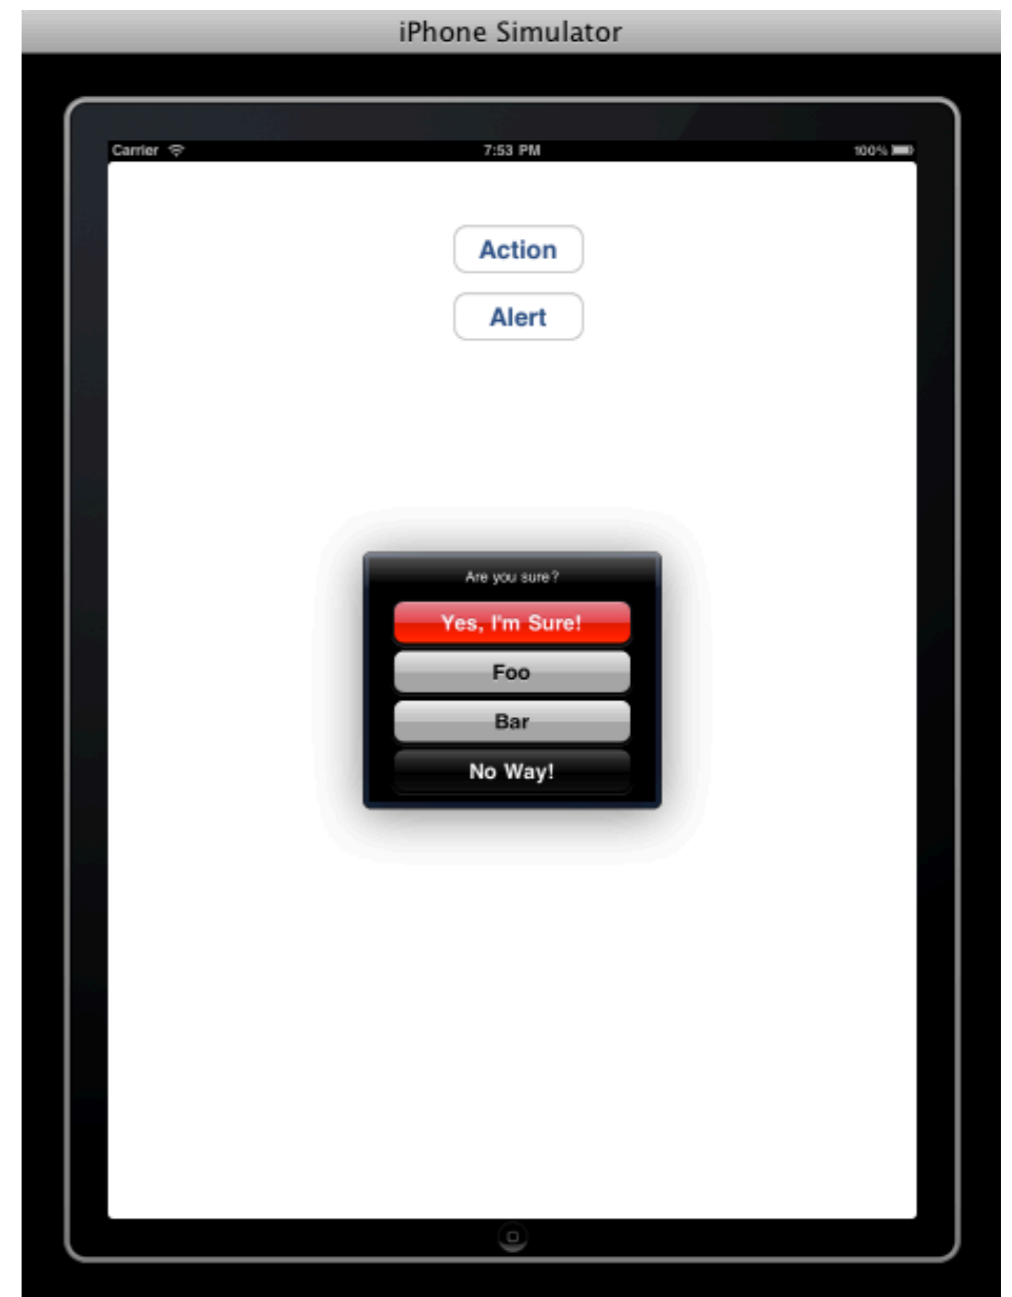 iPhone Simulator
Carrier 7:53 PM 100%
Action
Alert
Are you sure?
Yes, I'm Sure!
Foo
Bar
No Way!